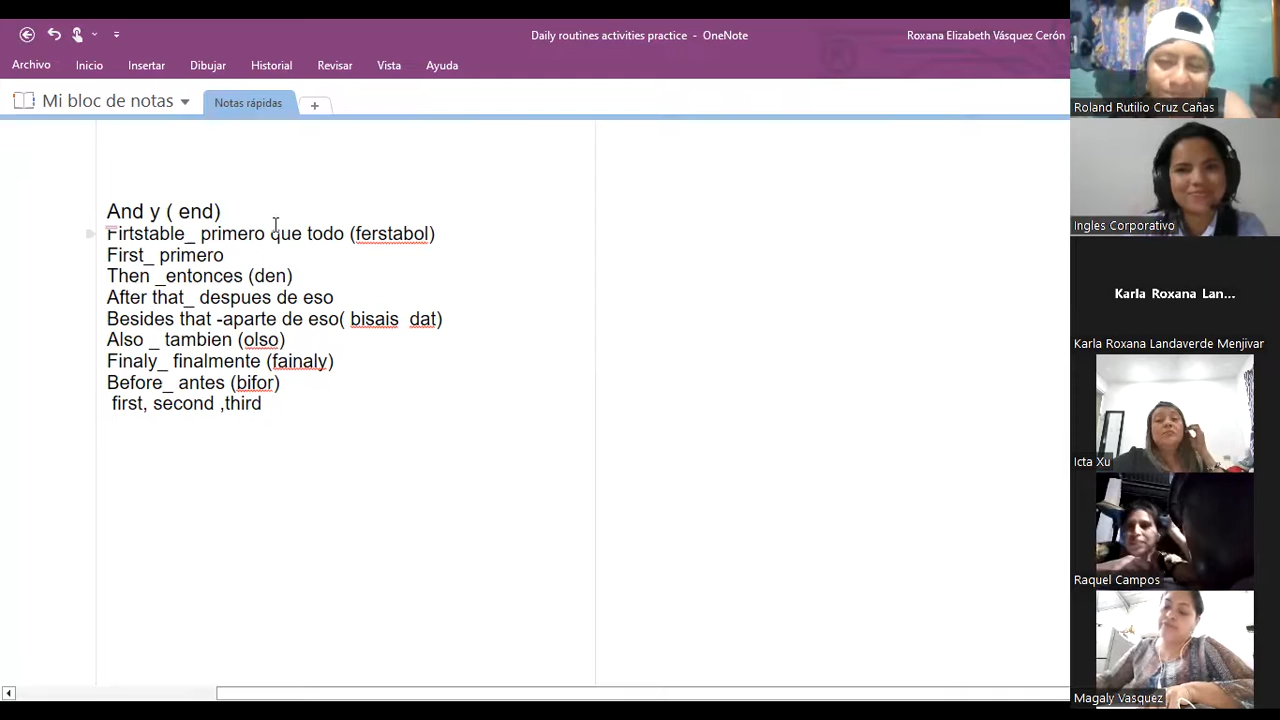 Daily routines activities practice - OneNote
Roxana Elizabeth Vásquez Cerón
Archivo
Inicio
Insertar
Dibujar
Historial
Revisar
Vista
Ayuda
Mi bloc de notas
Notas rápidas
And y ( end)
Firtstable_ primero que todo (ferstabol)
First_ primero
Then _entonces (den)
After that_ despues de eso
Besides that -aparte de eso( bisais dat)
Also _ tambien (olso)
Finaly_ finalmente (fainaly)
Before_ antes (bifor)
first, second ,third
Roland Rutilio Cruz Cañas
Ingles Corporativo
Karla Roxana Lan...
Karla Roxana Landaverde Menjivar
Icta Xu
Raquel Campos
Magaly Vasquez